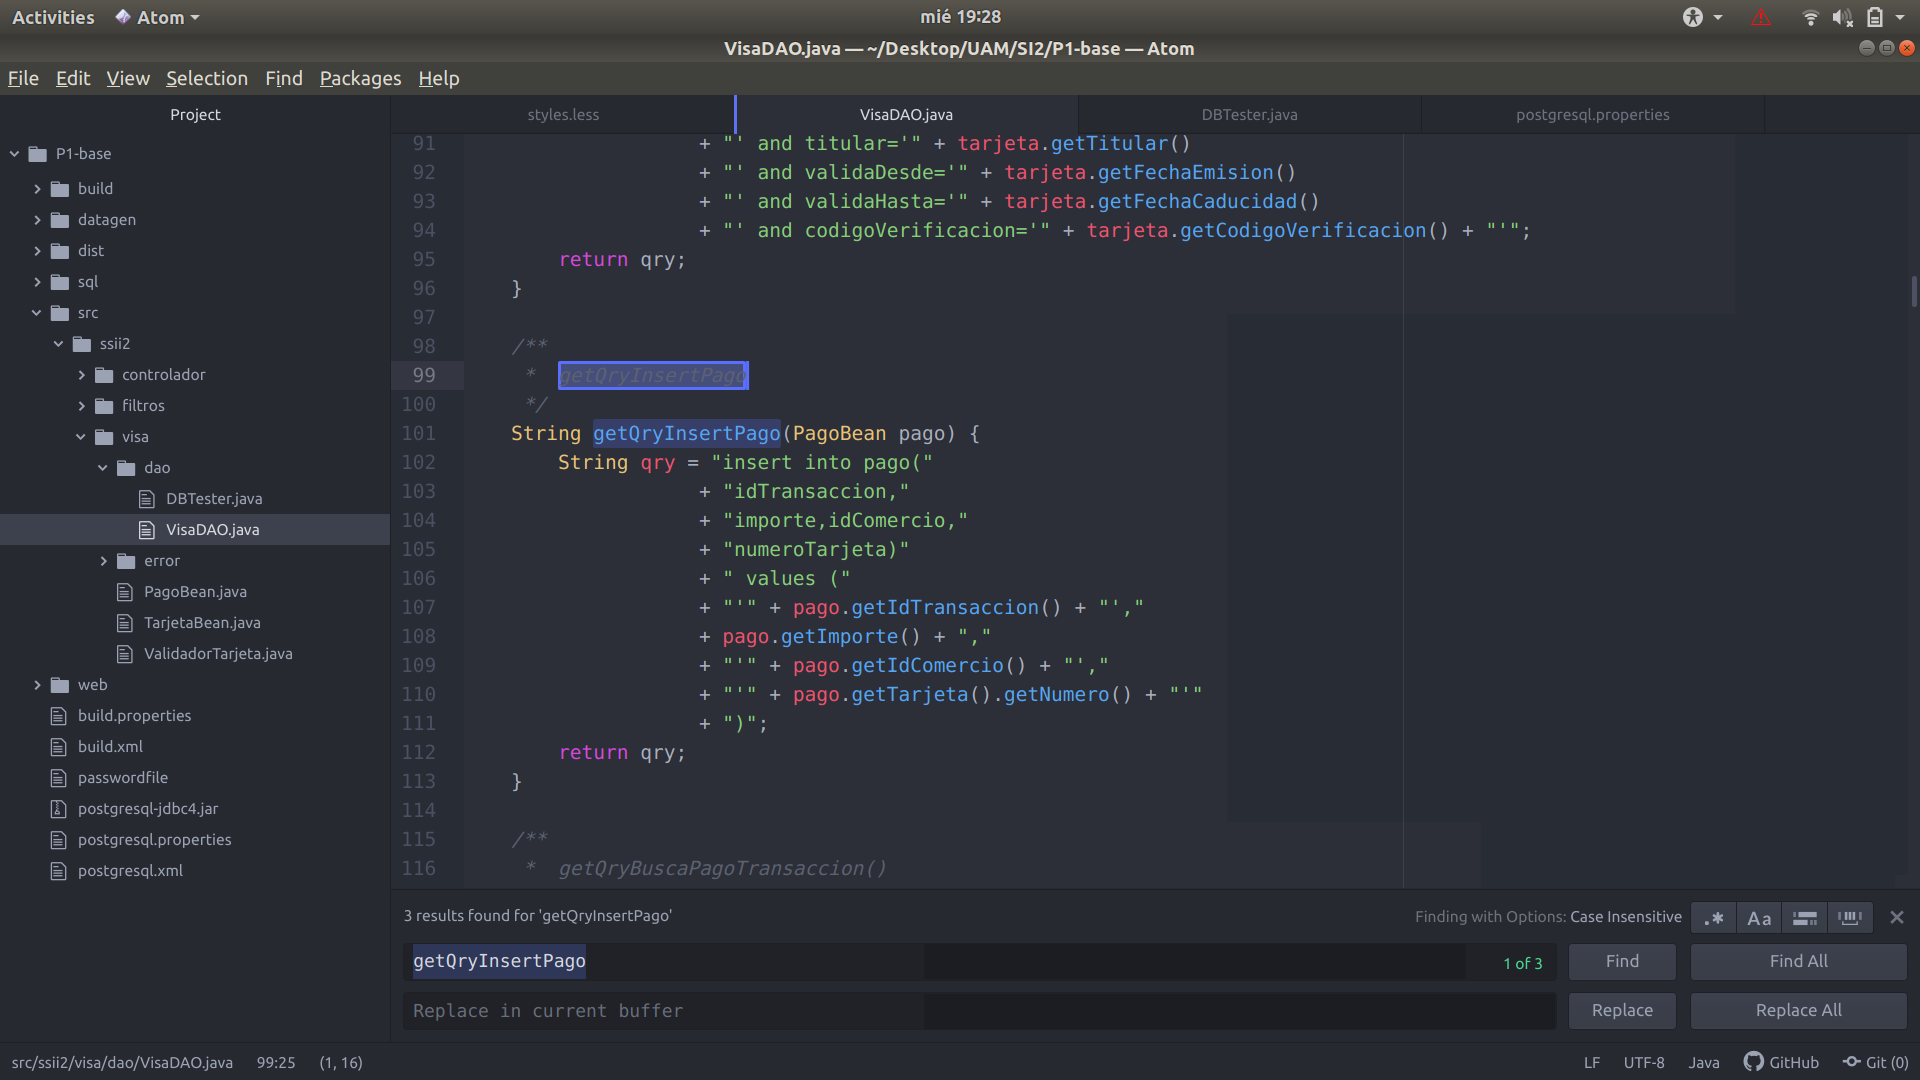 Activities Atom mié 19:28
VisaDAO.java — ~/Desktop/UAM/SI2/P1-base — Atom
File Edit View Selection Find Packages Help
Project
P1-base
build
datagen
dist
sql
src
ssii2
controlador
filtros
visa
dao
DBTester.java
VisaDAO.java
error
PagoBean.java
TarjetaBean.java
ValidadorTarjeta.java
web
build.properties
build.xml
passwordfile
postgresql-jdbc4.jar
postgresql.properties
postgresql.xml
styles.less VisaDAO.java DBTester.java postgresql.properties
91 + "' and titular='" + tarjeta.getTitular()
92 + "' and validaDesde='" + tarjeta.getFechaEmision()
93 + "' and validaHasta='" + tarjeta.getFechaCaducidad()
94 + "' and codigoVerificacion='" + tarjeta.getCodigoVerificacion() + "'";
95 return qry;
96 }
97
98 /**
99 * getQryInsertPago
100 */
101 String getQryInsertPago(PagoBean pago) {
102 String qry = "insert into pago("
103 + "idTransaccion,"
104 + "importe,idComercio,"
105 + "numeroTarjeta)"
106 + " values ("
107 + "'" + pago.getIdTransaccion() + "',"
108 + pago.getImporte() + ","
109 + "'" + pago.getIdComercio() + "',"
110 + "'" + pago.getTarjeta().getNumero() + "'"
111 + ")";
112 return qry;
113 }
114
115 /**
116 * getQryBuscaPagoTransaccion()
3 results found for 'getQryInsertPago' Finding with Options: Case Insensitive .* Aa
getQryInsertPago 1 of 3 Find Find All
Replace in current buffer Replace Replace All
src/ssii2/visa/dao/VisaDAO.java 99:25 (1, 16) LF UTF-8 Java GitHub Git (0)